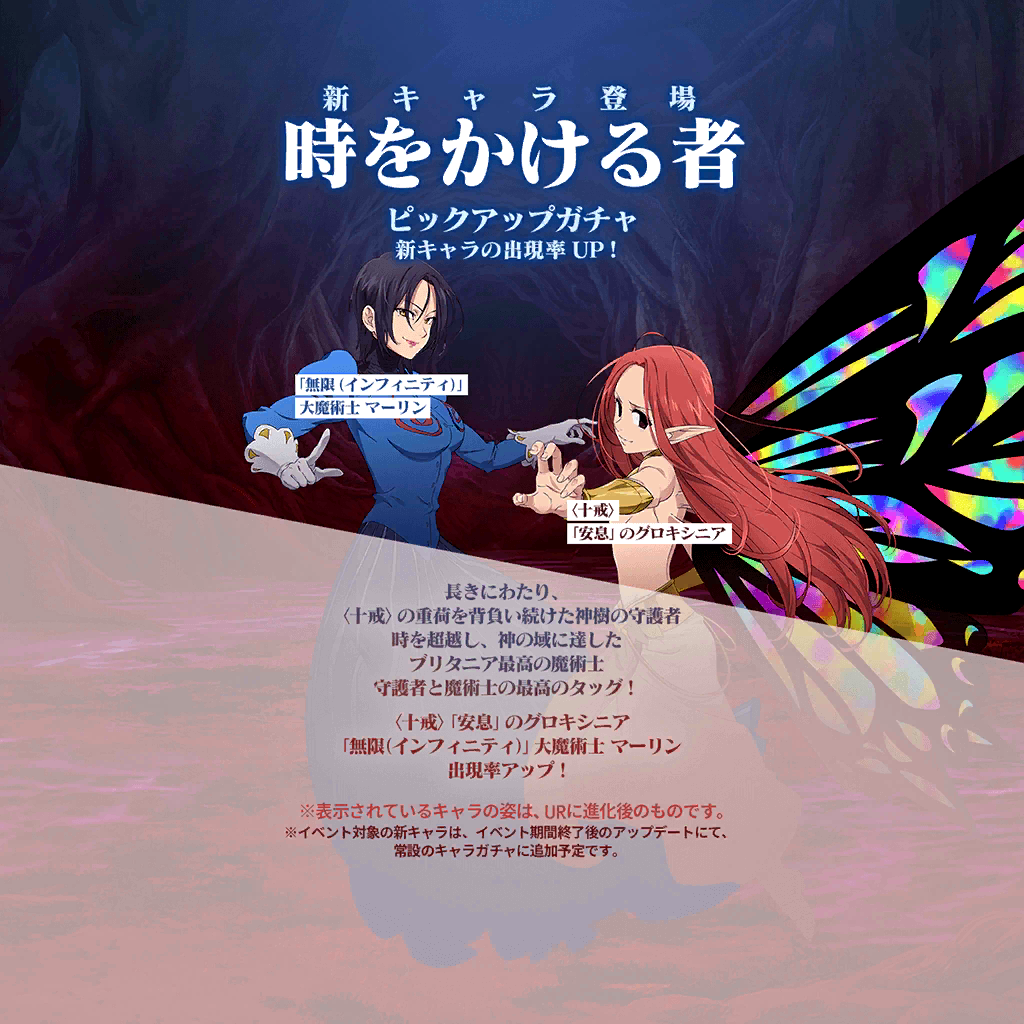 新キャラ登場
時をかける者
ピックアップガチャ
新キャラの出現率 UP！
「無限(インフィニティ)」
大魔術士 マーリン
〈十戒〉
「安息」のグロキシニア
長きにわたり、
〈十戒〉の重荷を背負い続けた神樹の守護者
時を超越し、神の域に達した
ブリタニア最高の魔術士
守護者と魔術士の最高のタッグ！
〈十戒〉「安息」のグロキシニア
「無限(インフィニティ)」大魔術士 マーリン
出現率アップ！
※表示されているキャラの姿は、URに進化後のものです。
※イベント対象の新キャラは、イベント期間終了後のアップデートにて、
常設のキャラガチャに追加予定です。